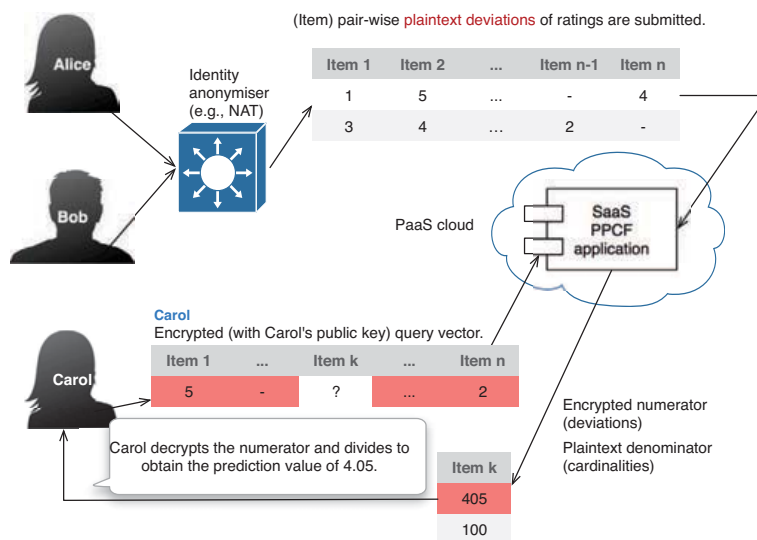 (Item) pair-wise plaintext deviations of ratings are submitted.
Alice
Identity
anonymiser
(e.g., NAT)
Item 1 Item 2 ... Item n-1 Item n
1 5 ... - 4
3 4 ... 2 -
Bob
PaaS cloud
SaaS
PPCF
application
Carol
Encrypted (with Carol's public key) query vector.
Carol
Item 1 ... Item k ... Item n
5 - ? ... 2
Encrypted numerator
(deviations)
Plaintext denominator
(cardinalities)
Carol decrypts the numerator and divides to
obtain the prediction value of 4.05.
Item k
405
100